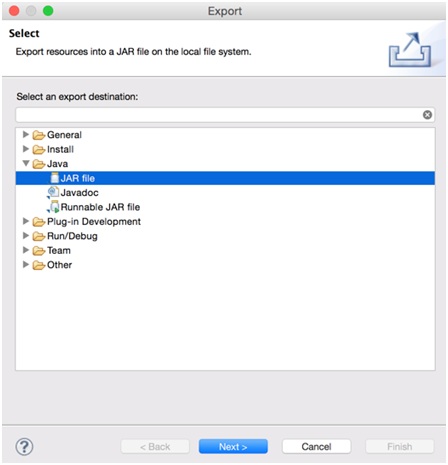 Export
Select
Export resources into a JAR file on the local file system.
Select an export destination:
General
Install
Java
JAR file
Javadoc
Runnable JAR file
Plug-in Development
Run/Debug
Team
Other
?
< Back
Next >
Cancel
Finish